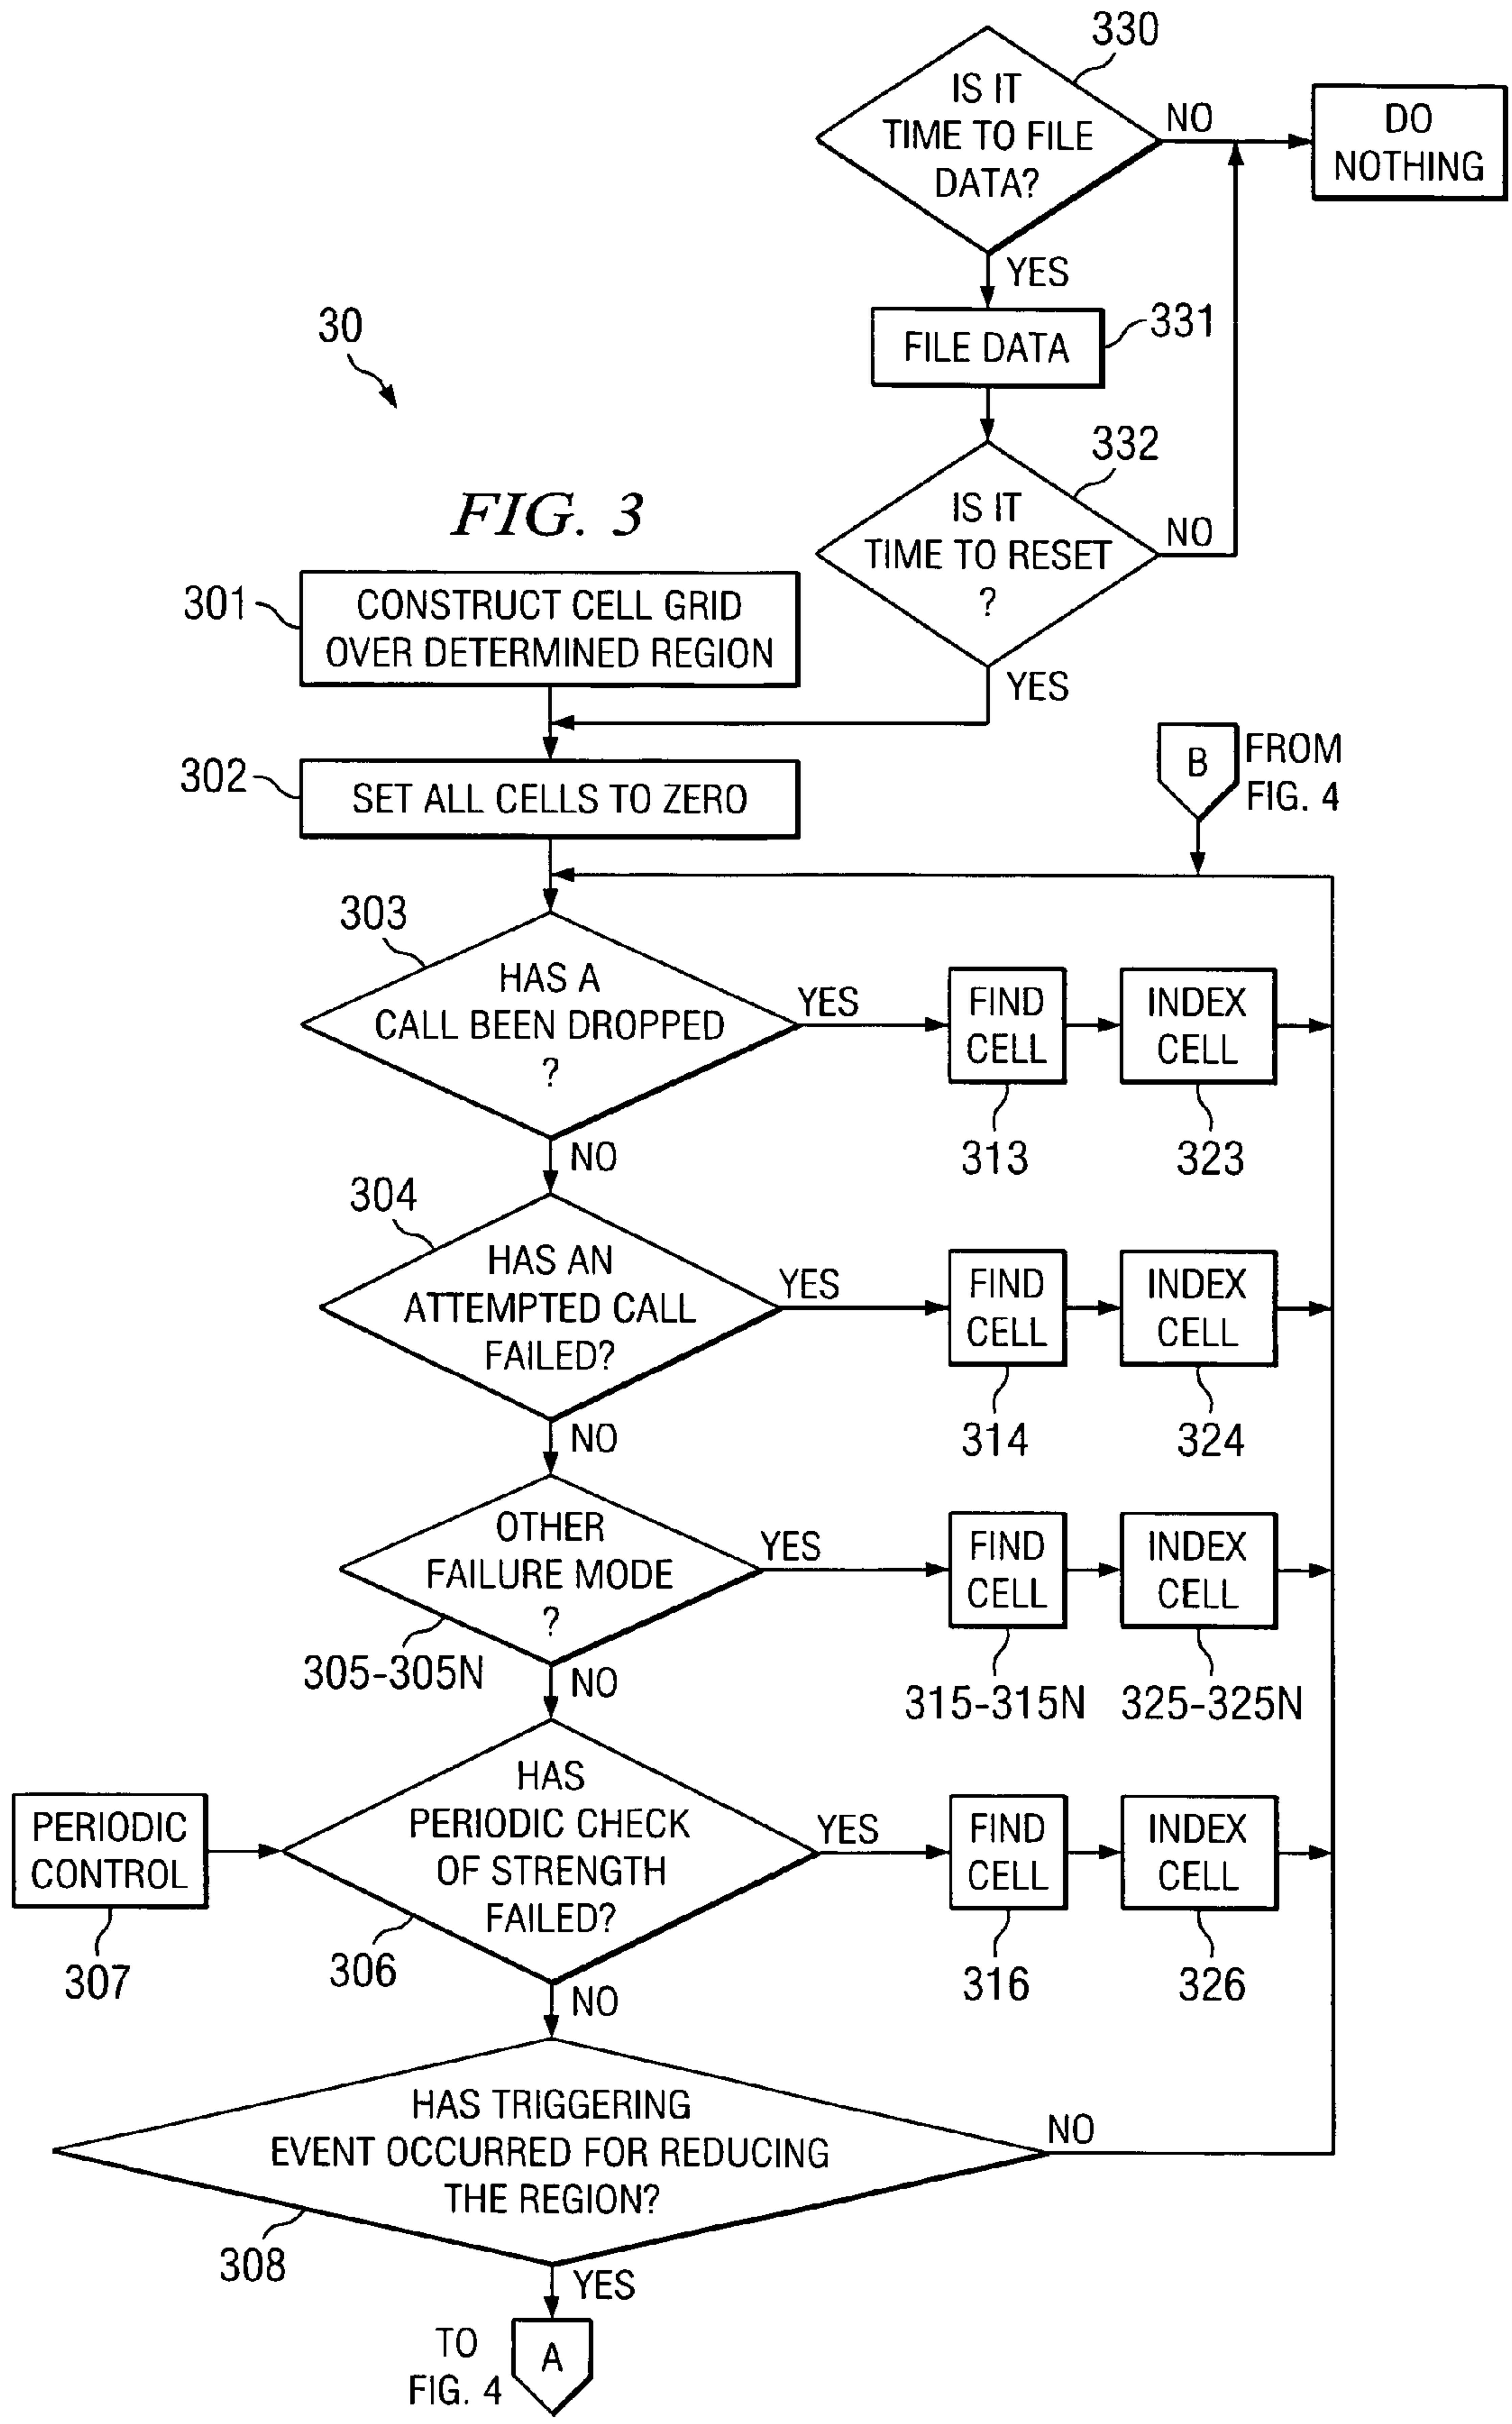 330
IS IT
TIME TO FILE
DATA?
NO
DO
NOTHING
YES
331
FILE DATA
30
332
IS IT
TIME TO RESET
?
NO
YES
FIG. 3
301
CONSTRUCT CELL GRID
OVER DETERMINED REGION
302
SET ALL CELLS TO ZERO
B
FROM
FIG. 4
303
HAS A
CALL BEEN DROPPED
?
YES
FIND
CELL
INDEX
CELL
313
323
NO
304
HAS AN
ATTEMPTED CALL
FAILED?
YES
FIND
CELL
INDEX
CELL
314
324
NO
OTHER
FAILURE MODE
?
YES
FIND
CELL
INDEX
CELL
305-305N
315-315N
325-325N
NO
PERIODIC
CONTROL
307
HAS
PERIODIC CHECK
OF STRENGTH
FAILED?
306
YES
FIND
CELL
INDEX
CELL
316
326
NO
HAS TRIGGERING
EVENT OCCURRED FOR REDUCING
THE REGION?
NO
308
YES
TO
FIG. 4
A